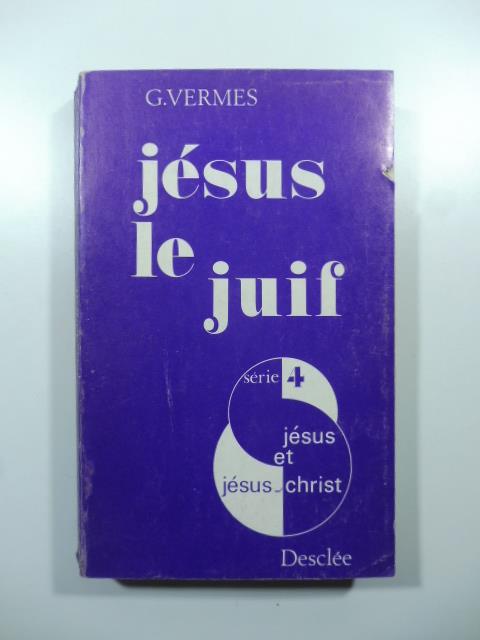 G.VERMES
jésus
le
juif
série 4
jésus
et
jésus-christ
Desclée